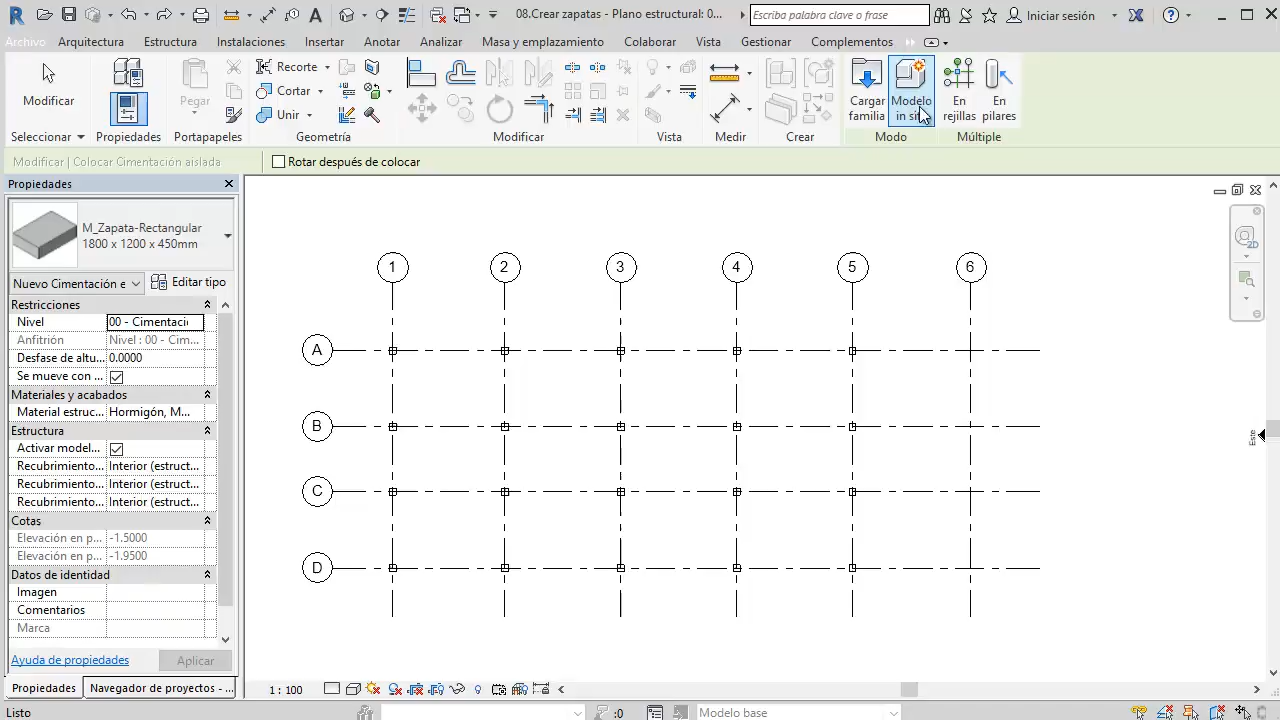 08.Crear zapatas - Plano estructural: 0...
Escriba palabra clave o frase
Iniciar sesión
Archivo
Arquitectura
Estructura
Instalaciones
Insertar
Anotar
Analizar
Masa y emplazamiento
Colaborar
Vista
Gestionar
Complementos
Modificar
Propiedades
Pegar
Recorte
Cortar
Unir
Cargar familia
Modelo in si
En rejillas
En pilares
Seleccionar
Propiedades
Portapapeles
Geometría
Modificar
Vista
Medir
Crear
Modo
Múltiple
Modificar | Colocar Cimentación aislada
Rotar después de colocar
Propiedades
M_Zapata-Rectangular
1800 x 1200 x 450mm
Nuevo Cimentación e
Editar tipo
Restricciones
Nivel 00 - Cimentació
Anfitrión Nivel : 00 - Cim...
Desfase de altu... 0.0000
Se mueve con ...
Materiales y acabados
Material estruc... Hormigón, M...
Estructura
Activar model...
Recubrimiento... Interior (estruct...
Recubrimiento... Interior (estruct...
Recubrimiento... Interior (estruct...
Cotas
Elevación en p... -1.5000
Elevación en p... -1.9500
Datos de identidad
Imagen
Comentarios
Marca
Ayuda de propiedades
Aplicar
Propiedades
Navegador de proyectos - ...
1 2 3 4 5 6
A
B
C
D
2D
Este
1 : 100
Listo
:0
Modelo base